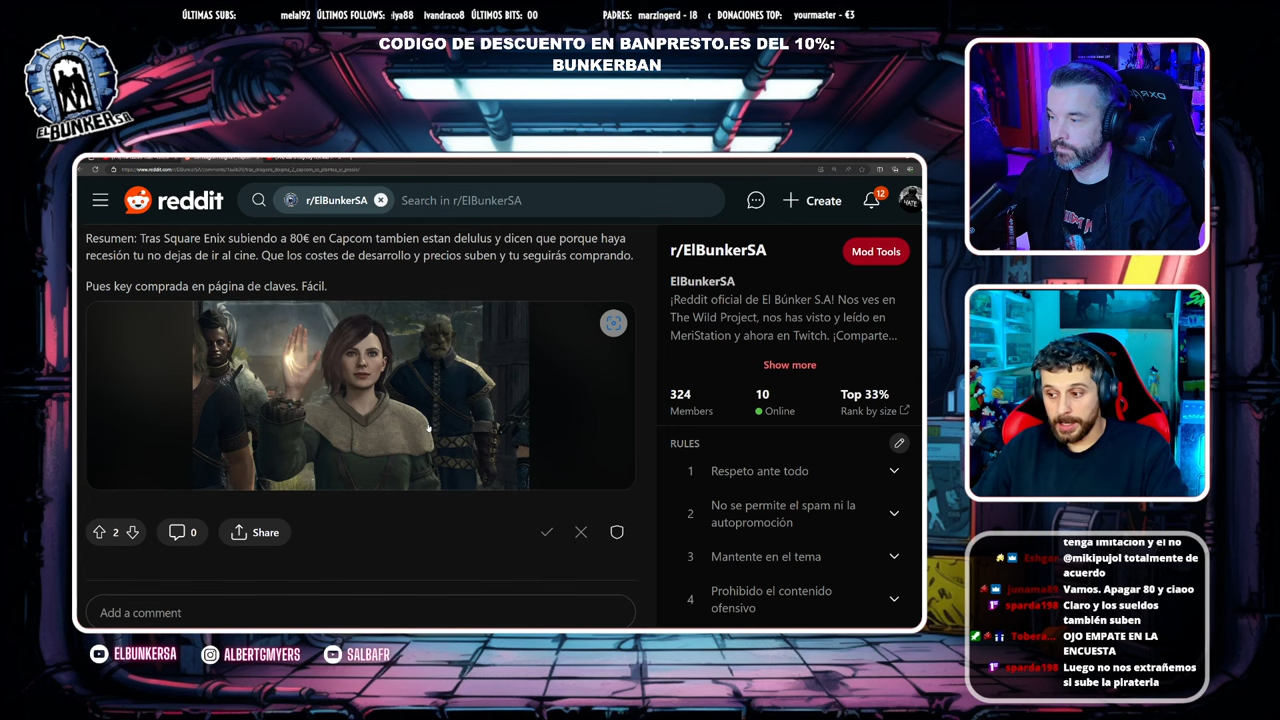 ÚLTIMAS SUBS: melal92 ÚLTIMOS FOLLOWS: iya88 ivandraco8 ÚLTIMOS BITS: 00 PADRES: marzingerd - 18 DONACIONES TOP: yourmaster - €3
CODIGO DE DESCUENTO EN BANPRESTO.ES DEL 10%:
BUNKERBAN
EL BUNKER S.A.
reddit
r/ElBunkerSA
Search in r/ElBunkerSA
Create
12
Resumen: Tras Square Enix subiendo a 80€ en Capcom tambien estan delulus y dicen que porque haya
recesión tu no dejas de ir al cine. Que los costes de desarrollo y precios suben y tu seguirás comprando.
Pues key comprada en página de claves. Fácil.
2
0
Share
Add a comment
r/ElBunkerSA
Mod Tools
ElBunkerSA
¡Reddit oficial de El Búnker S.A! Nos ves en
The Wild Project, nos has visto y leído en
MeriStation y ahora en Twitch. ¡Comparte...
Show more
324 10 Top 33%
Members Online Rank by size
RULES
1 Respeto ante todo
2 No se permite el spam ni la
autopromoción
3 Mantente en el tema
4 Prohibido el contenido
ofensivo
tenga imitacion y el no
@mikipujol totalmente de
acuerdo
junama89 Vamos. Apagar 80 y ciaoo
sparda198 Claro y los sueldos
también suben
Tobera... OJO EMPATE EN LA
ENCUESTA
sparda198 Luego no nos extrañemos
si sube la pirateria
ELBUNKERSA ALBERTGMYERS SALBAFR